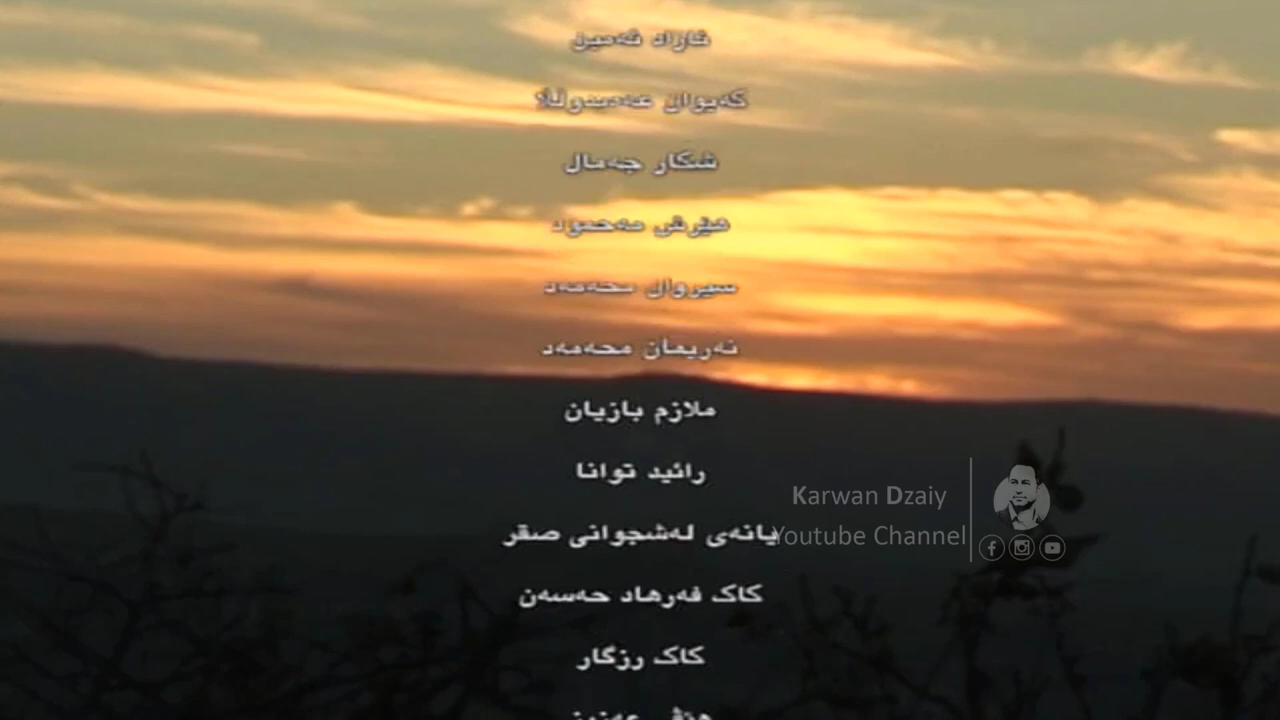 ئاراد ئەمین
کەیوان عەبدوڵڵا
شکار جەمال
هێرش مەحمود
سیروان محەمەد
نەریمان محەمەد
ملازم بازیان
رائید توانا
یانەی لەشجوانی صقر
کاک فەرهاد حەسەن
کاک رزگار
Karwan Dzaiy
Youtube Channel